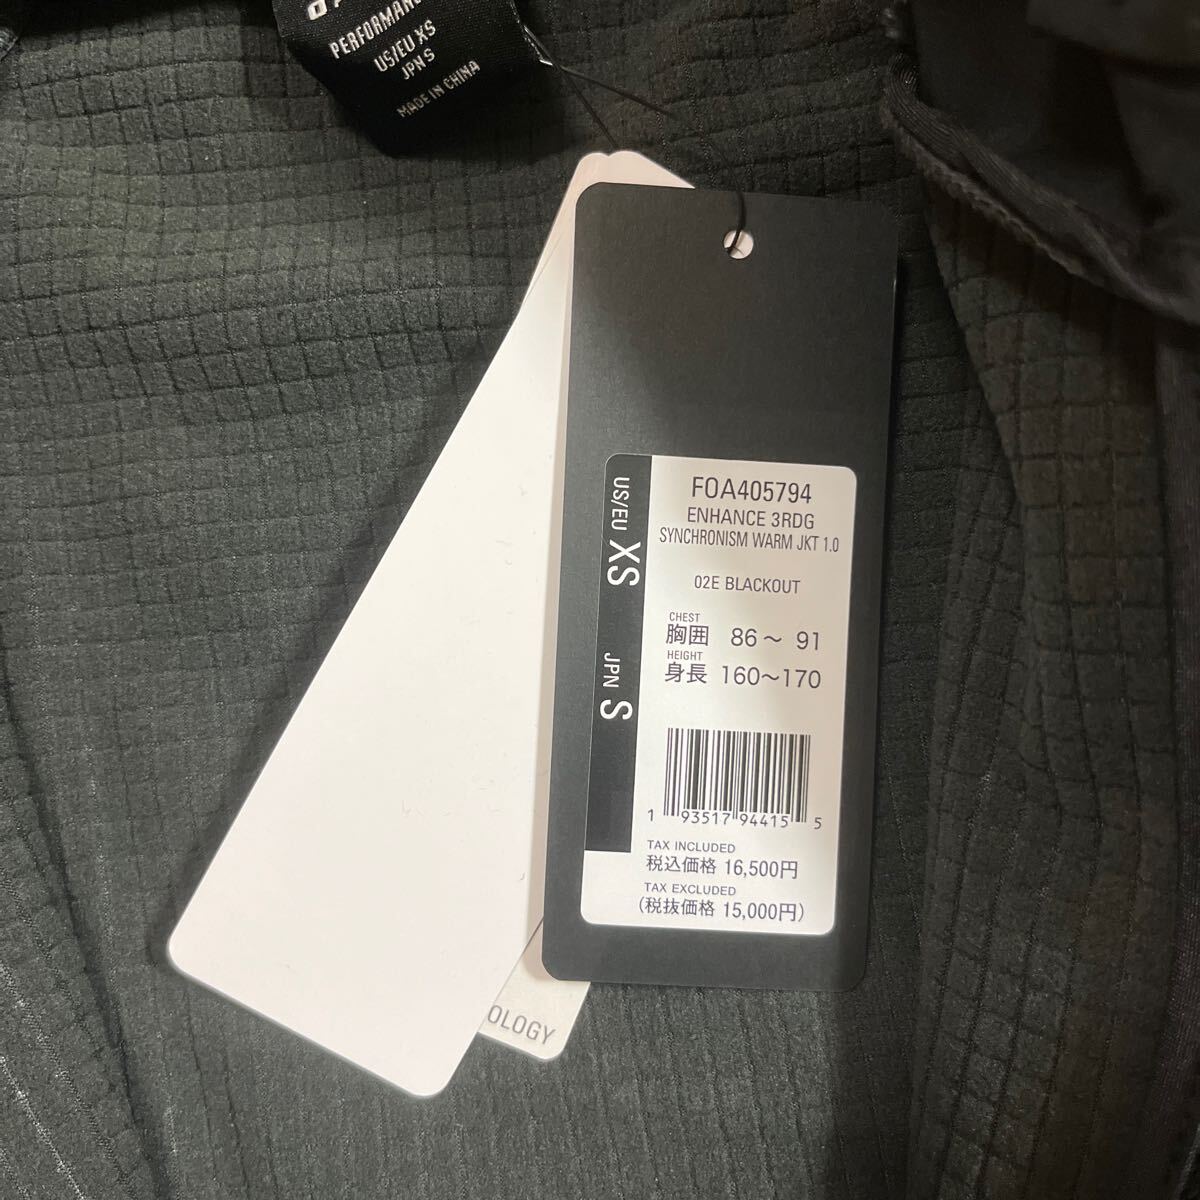 US/EU XS
JPN S
MADE IN CHINA
FOA405794
ENHANCE 3RDG
SYNCHRONISM WARM JKT 1.0
02E BLACKOUT
CHEST
胸囲 86～ 91
HEIGHT
身長 160～170
US/EU XS
JPN S
1 93517 94415 5
TAX INCLUDED
税込価格 16,500円
TAX EXCLUDED
(税抜価格 15,000円)
OLOGY